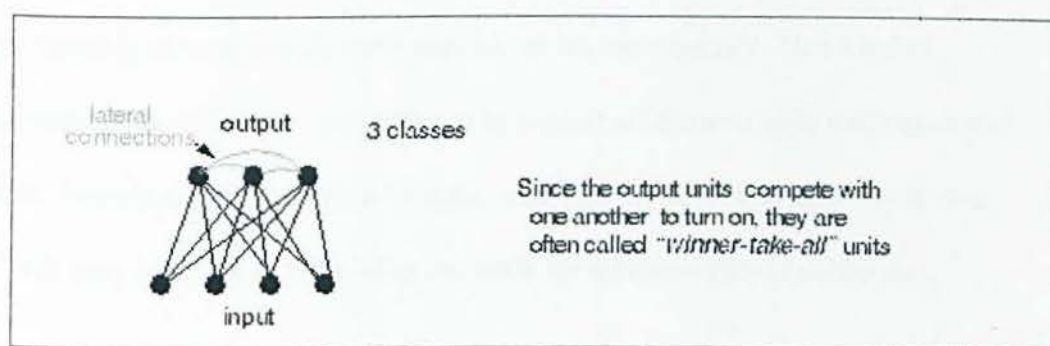 lateral
connections
output
3 classes
Since the output units compete with
one another to turn on, they are
often called "winner-take-all" units
input